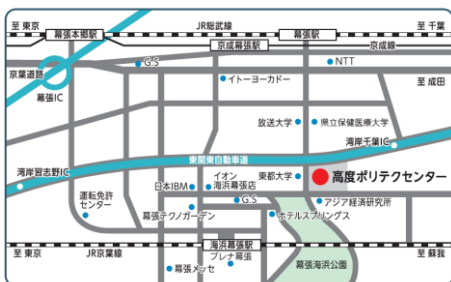 至 東京
幕張本郷駅
JR総武線
幕張駅
至 千葉
京成幕張駅
京成線
京葉道路
G.S
NTT
幕張IC
イトーヨーカドー
至 成田
放送大学
県立保健医療大学
湾岸千葉IC
東関東自動車道
湾岸習志野IC
日本IBM
イオン
海浜幕張店
東都大学
高度ポリテクセンター
運転免許
センター
G.S
アジア経済研究所
幕張テクノガーデン
ホテルスプリングス
海浜幕張駅
至 東京
JR京葉線
プレナ幕張
至 蘇我
幕張メッセ
幕張海浜公園